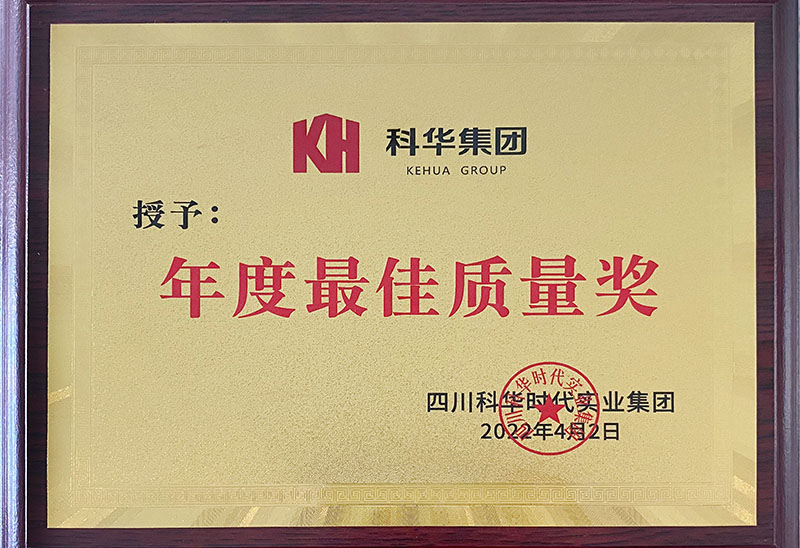 KH 科华集团
KEHUA GROUP
授予：
年度最佳质量奖
四川科华时代实业集团
2022年4月2日